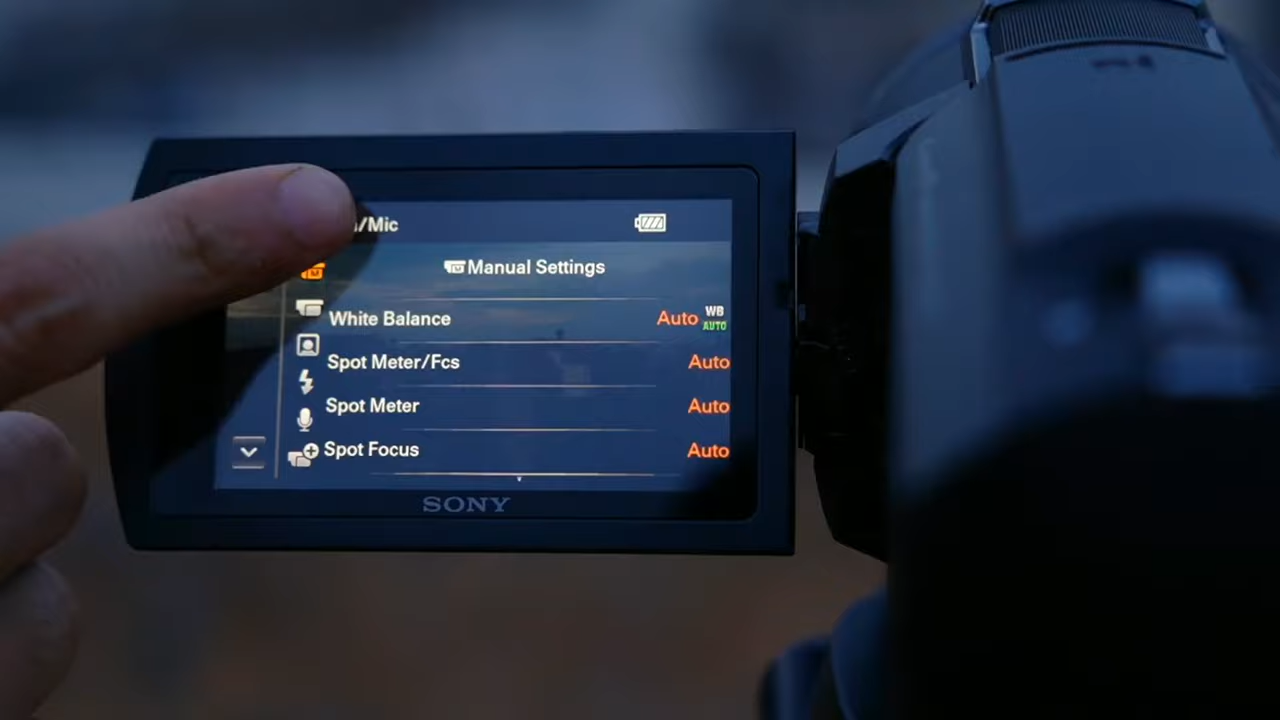 /Mic
Manual Settings
White Balance Auto WB AUTO
Spot Meter/Fcs Auto
Spot Meter Auto
Spot Focus Auto
SONY